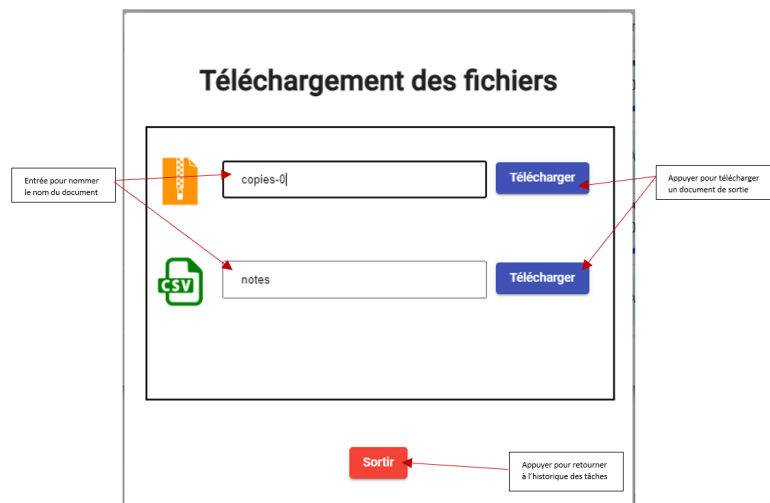 Téléchargement des fichiers
Entrée pour nommer
le nom du document
copies-0
Télécharger
Appuyer pour télécharger
un document de sortie
CSV
notes
Télécharger
Sortir
Appuyer pour retourner
à l'historique des tâches